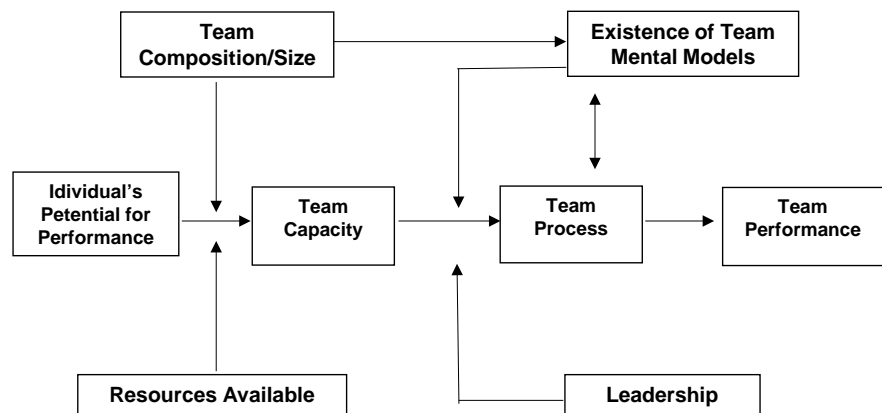 Team
Composition/Size
Existence of Team
Mental Models
Idividual's
Petential for
Performance
Team
Capacity
Team
Process
Team
Performance
Resources Available
Leadership